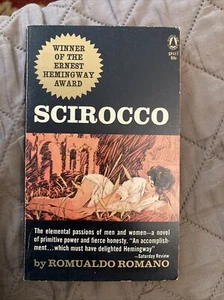 WINNER
OF THE
ERNEST
HEMINGWAY
AWARD
SCIROCCO
The elemental passions of men and women—a novel
of primitive power and fierce honesty. "An accomplish-
ment...which must have delighted Hemingway"
—Saturday Review
by ROMUALDO ROMANO